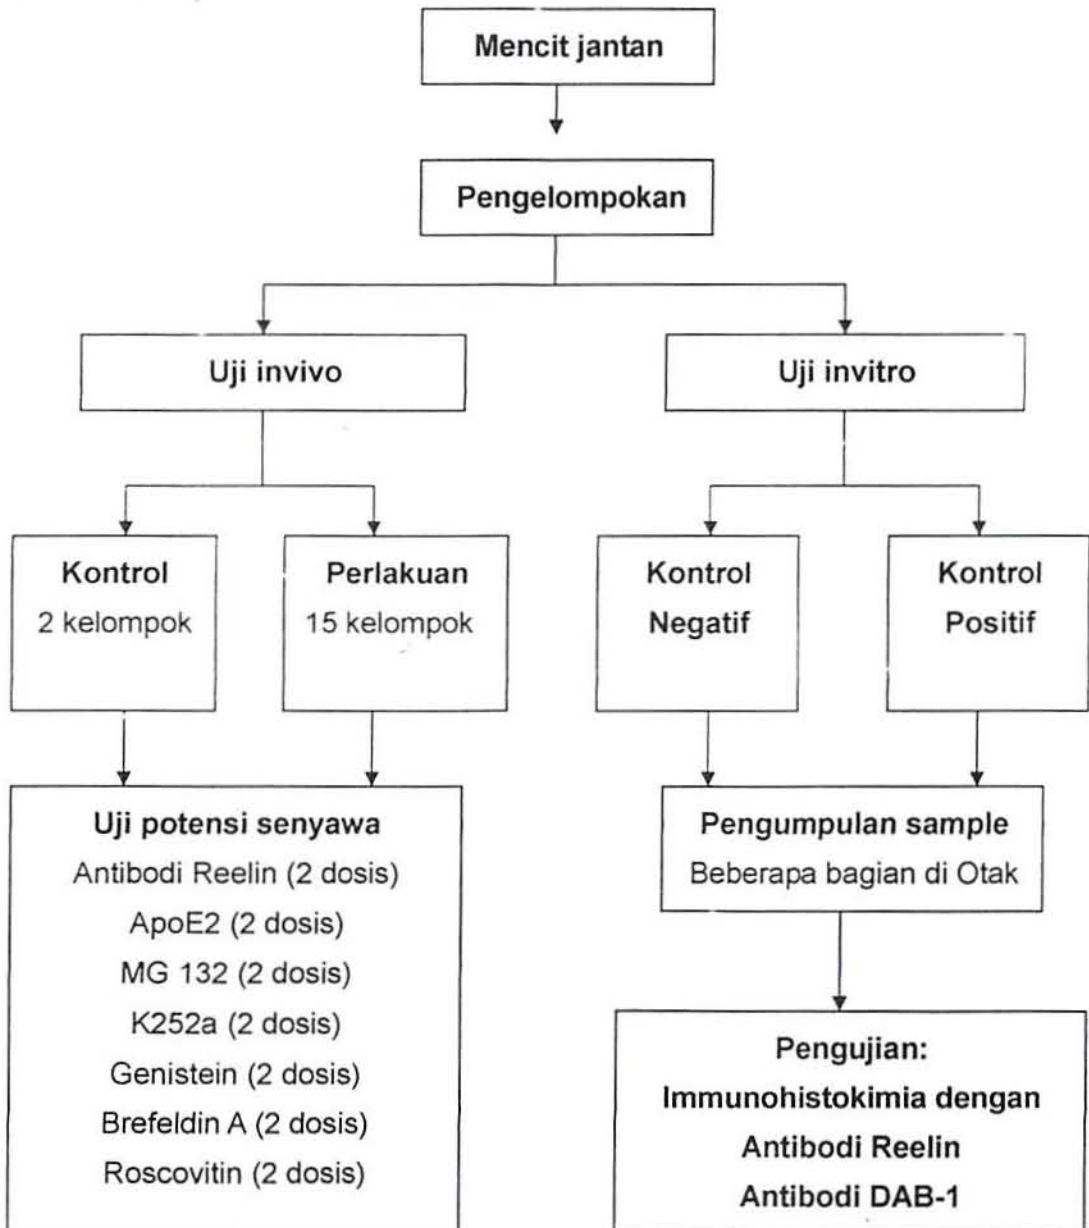 Mencit jantan
Pengelompokan
Uji invivo
Uji invitro
Kontrol
2 kelompok
Perlakuan
15 kelompok
Kontrol
Negatif
Kontrol
Positif
Uji potensi senyawa
Antibodi Reelin (2 dosis)
ApoE2 (2 dosis)
MG 132 (2 dosis)
K252a (2 dosis)
Genistein (2 dosis)
Brefeldin A (2 dosis)
Roscovitin (2 dosis)
Pengumpulan sample
Beberapa bagian di Otak
Pengujian:
Immunohistokimia dengan
Antibodi Reelin
Antibodi DAB-1